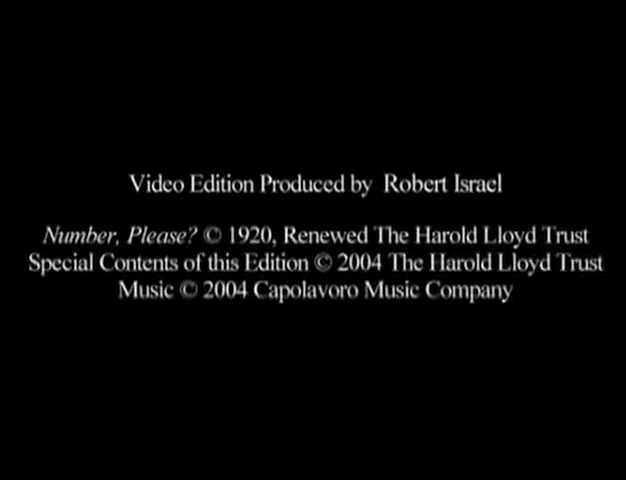 Video Edition Produced by Robert Israel
Number, Please? © 1920, Renewed The Harold Lloyd Trust
Special Contents of this Edition © 2004 The Harold Lloyd Trust
Music © 2004 Capolavoro Music Company